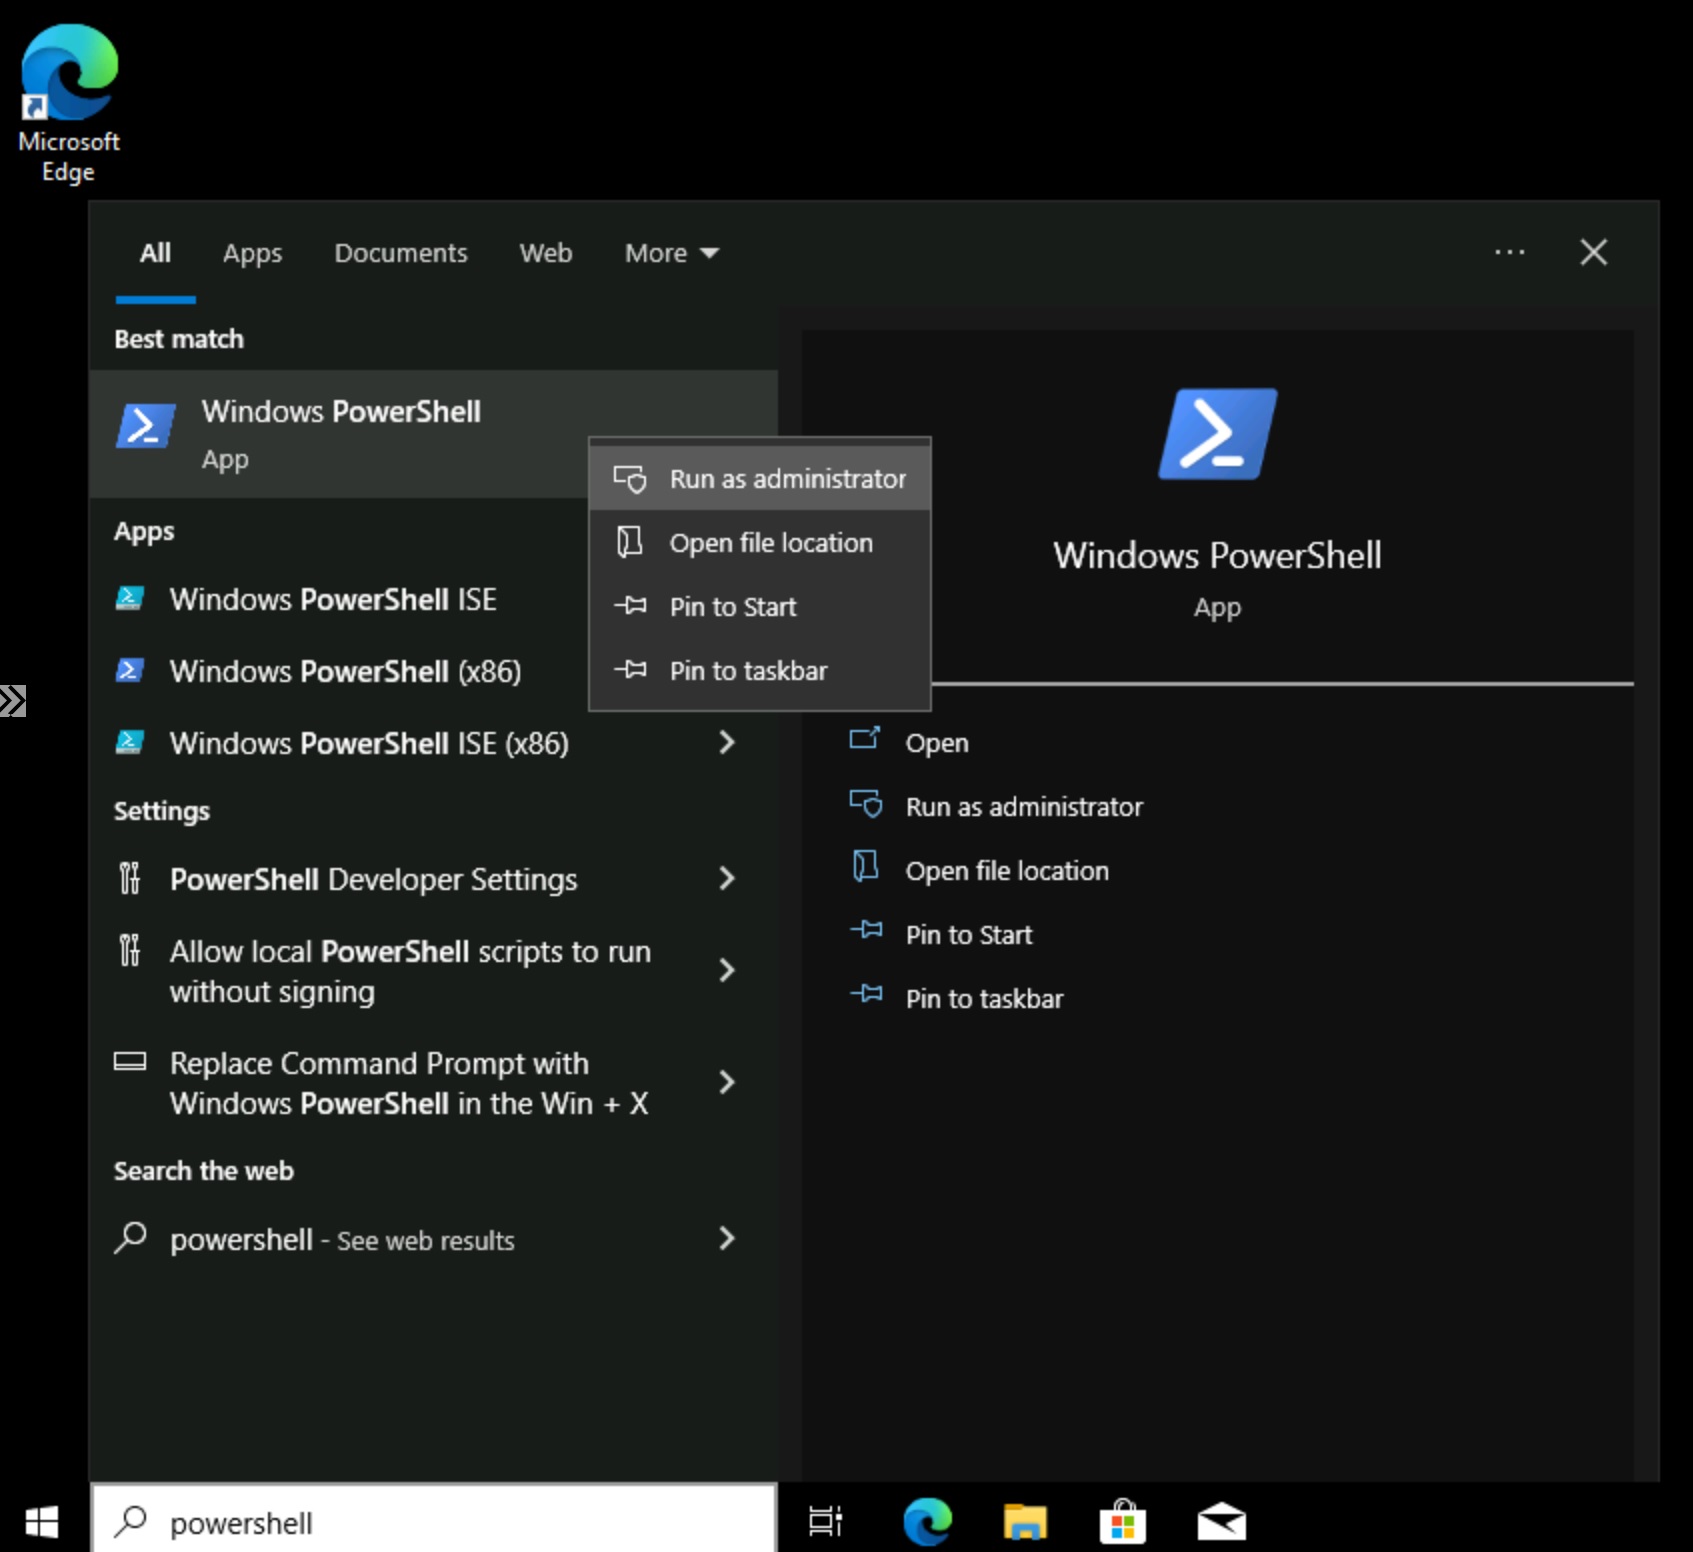 Microsoft
Edge
All Apps Documents Web More
Best match
Windows PowerShell
App
Run as administrator
Open file location
Pin to Start
Pin to taskbar
Apps
Windows PowerShell ISE
Windows PowerShell (x86)
Windows PowerShell ISE (x86)
Settings
PowerShell Developer Settings
Allow local PowerShell scripts to run
without signing
Replace Command Prompt with
Windows PowerShell in the Win + X
Search the web
powershell - See web results
Windows PowerShell
App
Open
Run as administrator
Open file location
Pin to Start
Pin to taskbar
powershell